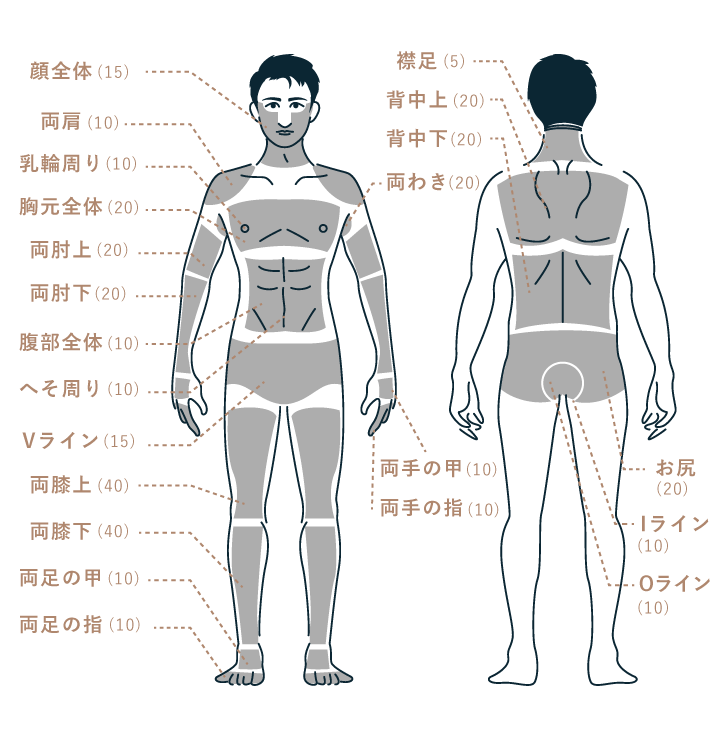 顔全体 (15)
両肩 (10)
乳輪周り (10)
胸元全体 (20)
両肘上 (20)
両肘下 (20)
腹部全体 (10)
へそ周り (10)
Vライン (15)
両膝上 (40)
両膝下 (40)
両足の甲 (10)
両足の指 (10)
襟足 (5)
背中上 (20)
背中下 (20)
両わき (20)
両手の甲 (10)
両手の指 (10)
お尻
(20)
Iライン
(10)
Oライン
(10)